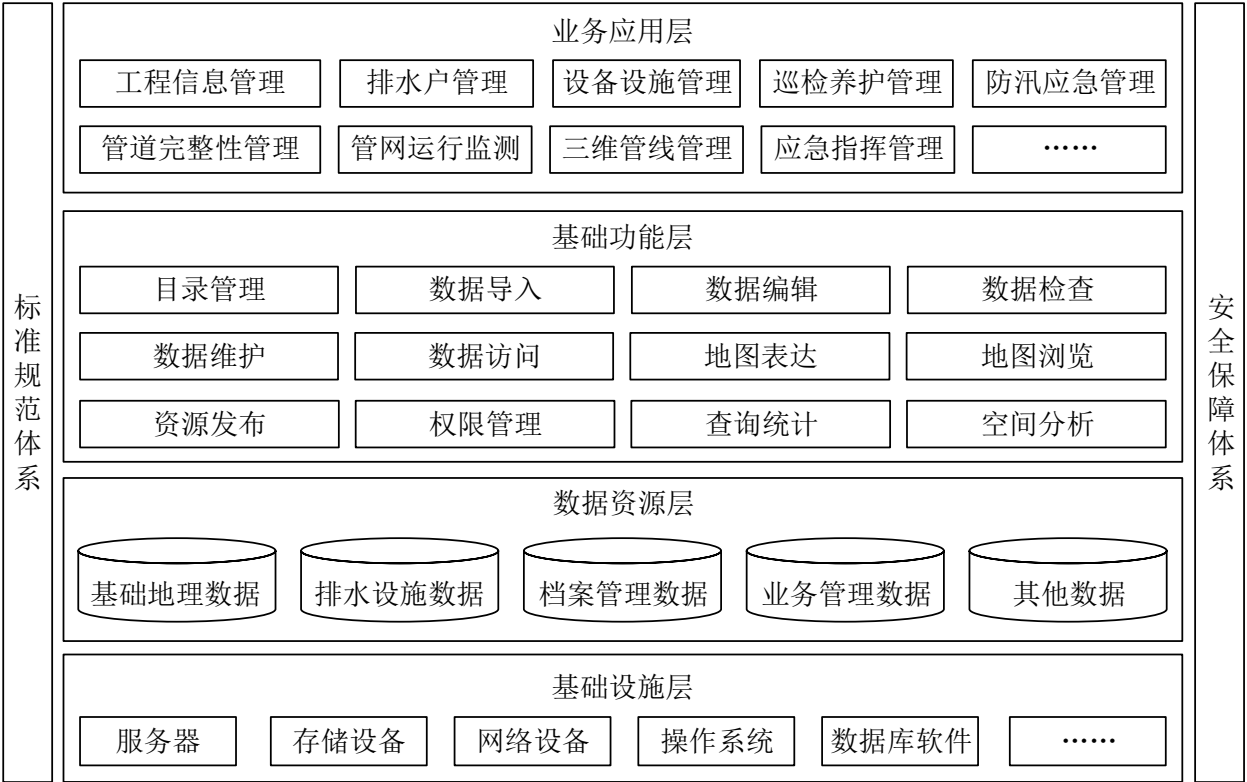 业务应用层
工程信息管理 排水户管理 设备设施管理 巡检养护管理 防汛应急管理
管道完整性管理 管网运行监测 三维管线管理 应急指挥管理 ……
基础功能层
目录管理 数据导入 数据编辑 数据检查
数据维护 数据访问 地图表达 地图浏览
资源发布 权限管理 查询统计 空间分析
数据资源层
基础地理数据 排水设施数据 档案管理数据 业务管理数据 其他数据
基础设施层
服务器 存储设备 网络设备 操作系统 数据库软件 ……
标准规范体系
安全保障体系